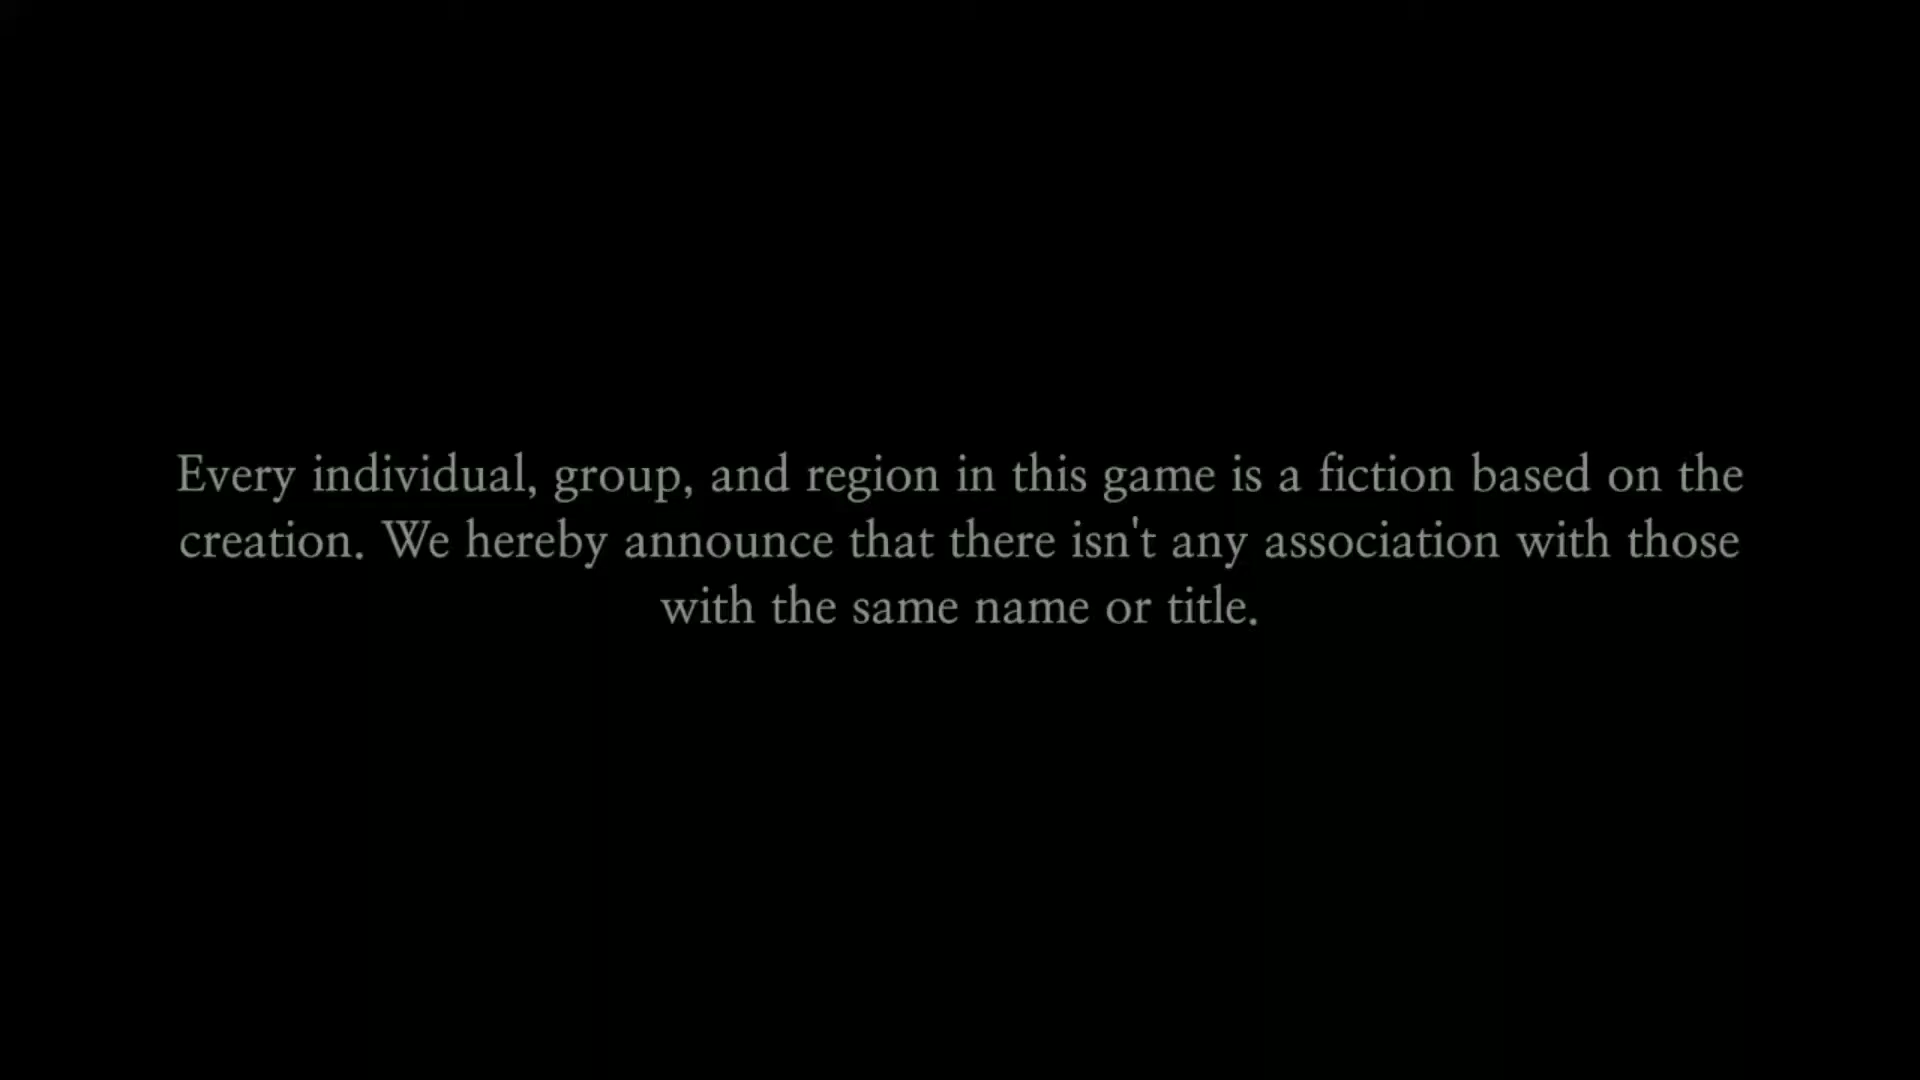 Every individual, group, and region in this game is a fiction based on the
creation. We hereby announce that there isn't any association with those
with the same name or title.